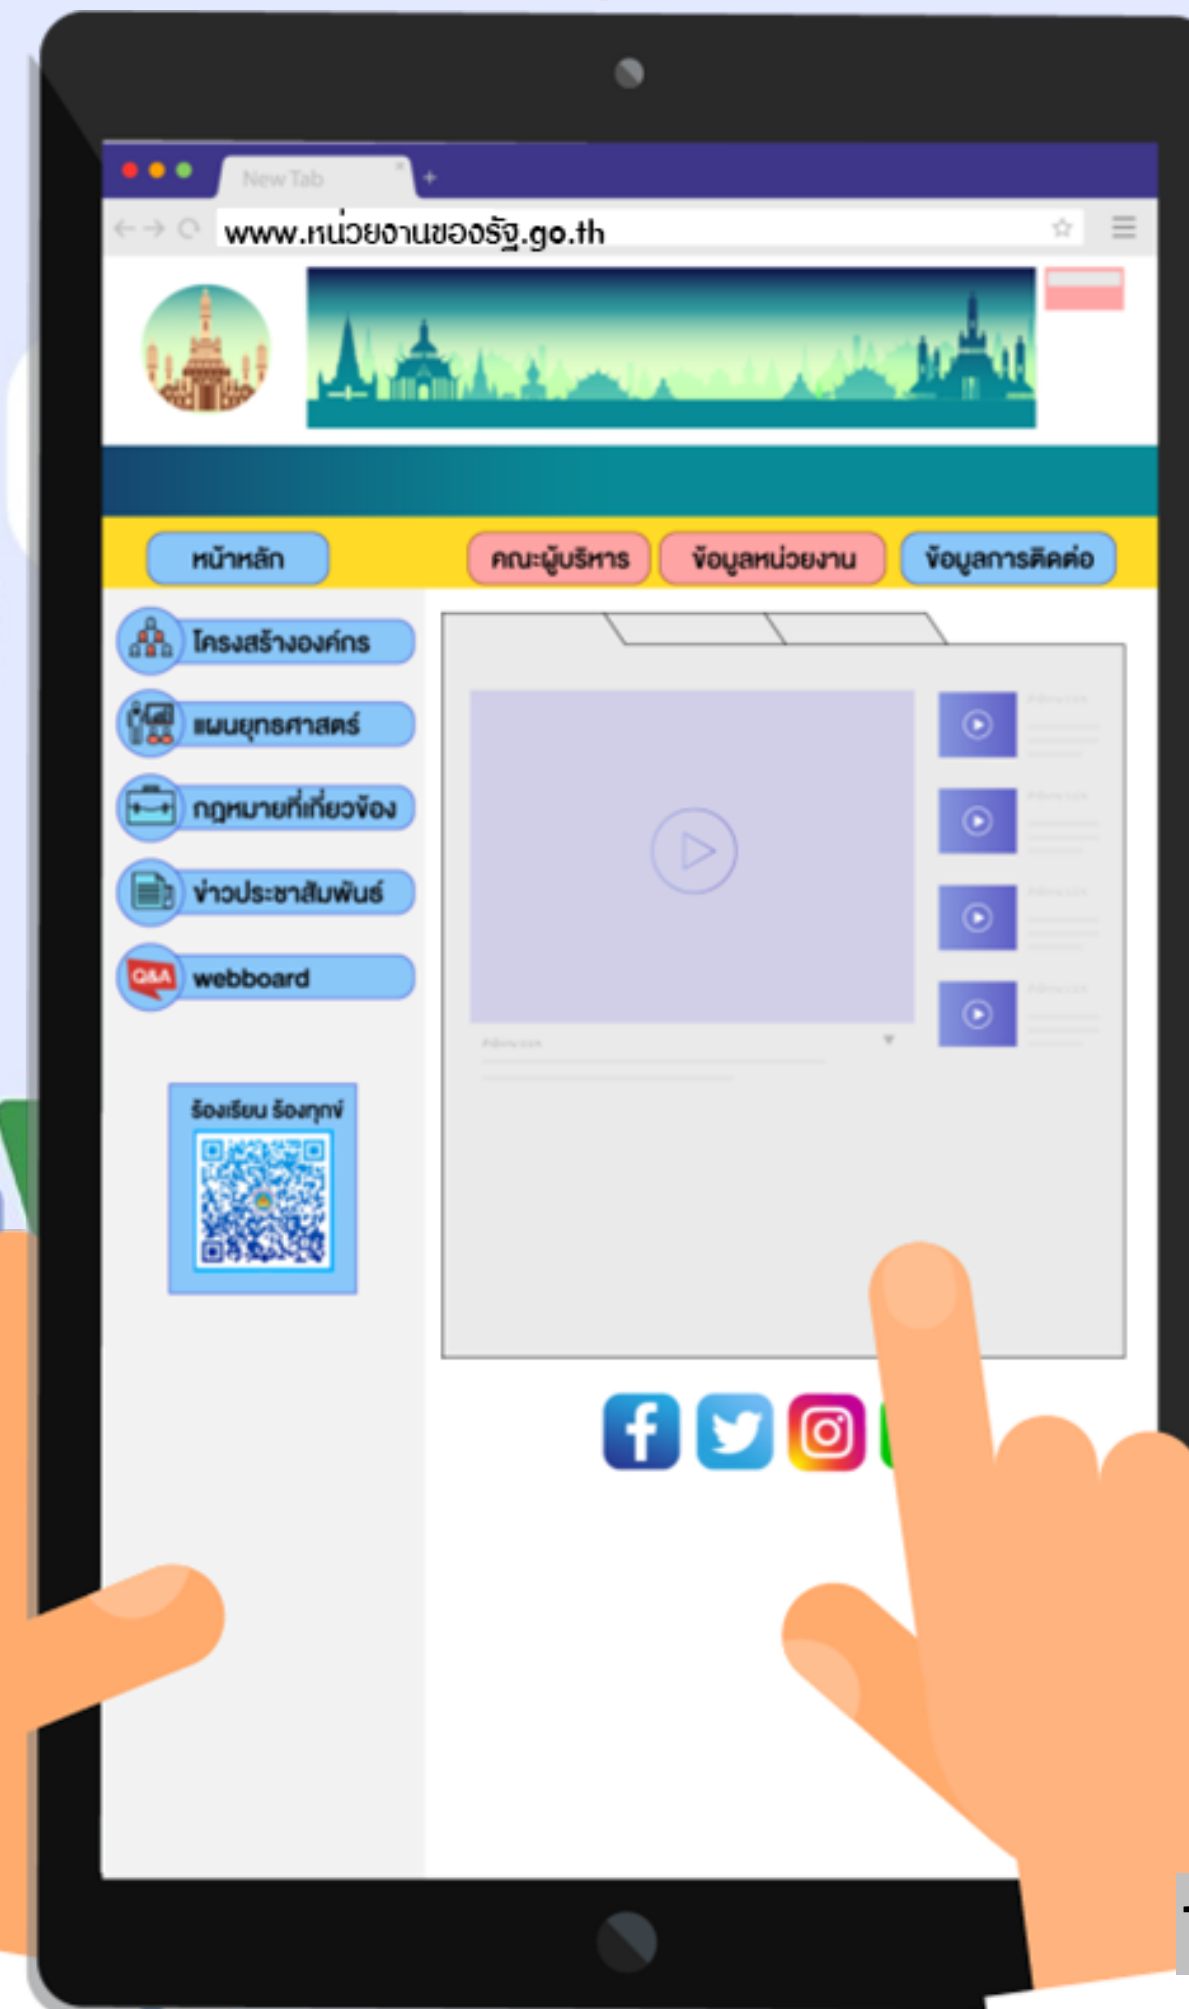 New Tab
www.หน่วยงานของรัฐ.go.th
หน้าหลัก
คณะผู้บริหาร
ข้อมูลหน่วยงาน
ข้อมูลการติดต่อ
โครงสร้างองค์กร
แผนยุทธศาสตร์
กฎหมายที่เกี่ยวข้อง
ข่าวประชาสัมพันธ์
Q&A
webboard
ร้องเรียน ร้องทุกข์